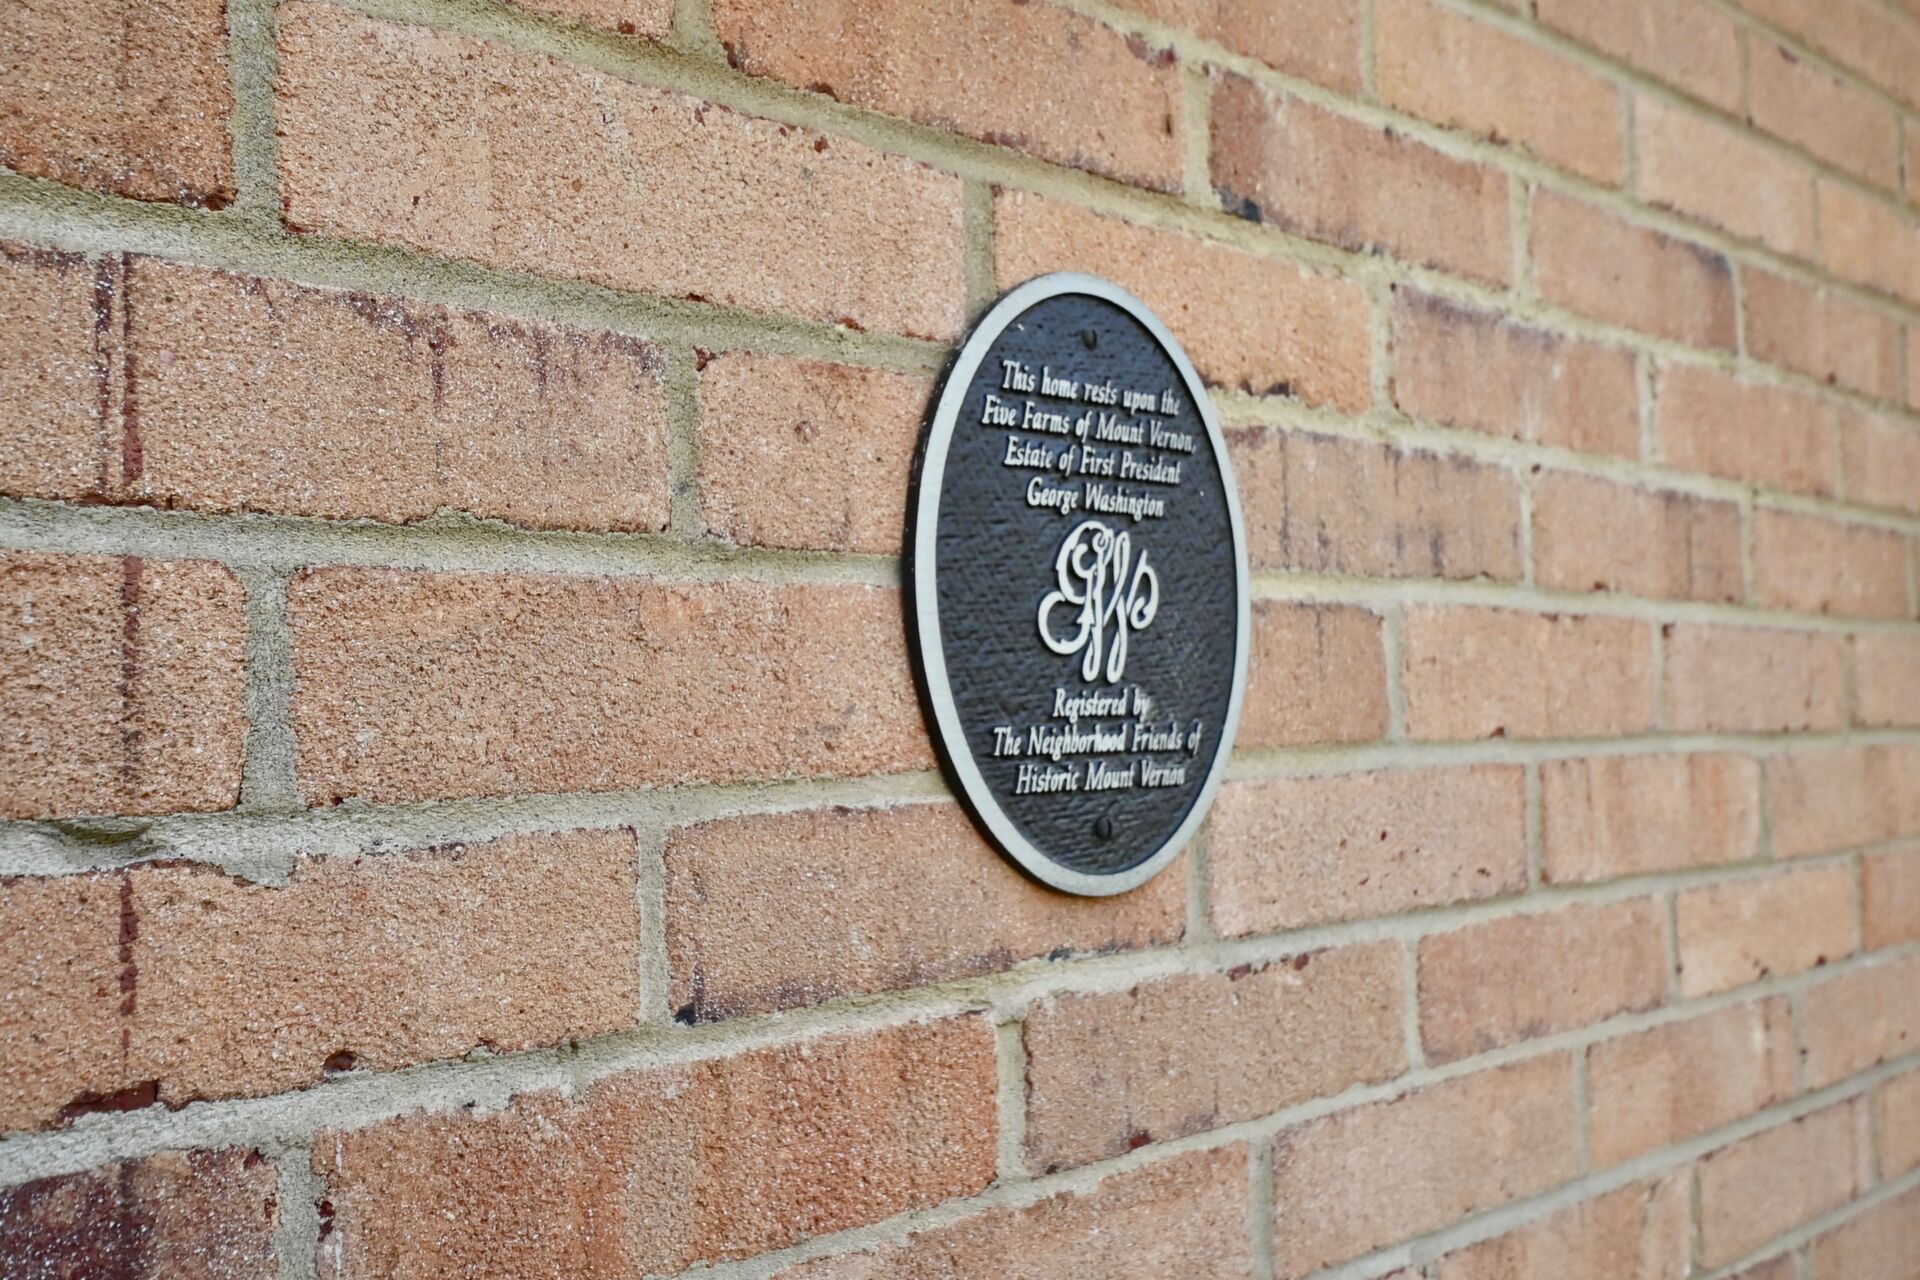 This home rests upon the
Five Farms of Mount Vernon,
Estate of First President
George Washington
GW
Registered by
The Neighborhood Friends of
Historic Mount Vernon